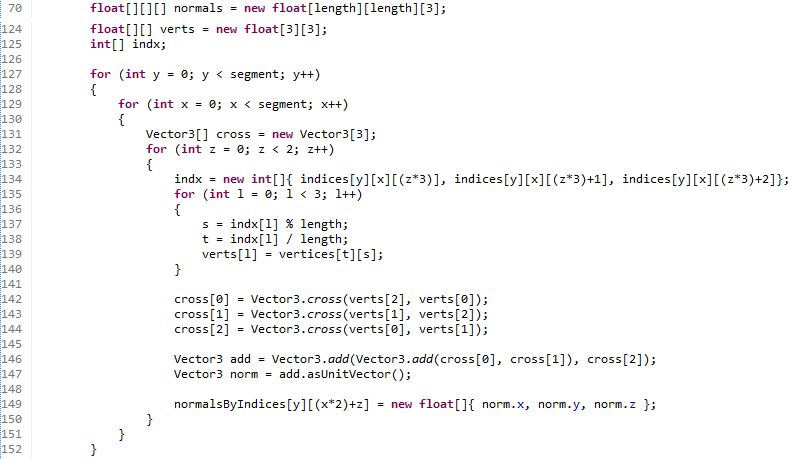 70 float[][][] normals = new float[length][length][3];
124 float[][] verts = new float[3][3];
125 int[] indx;
126
127 for (int y = 0; y < segment; y++)
128 {
129 for (int x = 0; x < segment; x++)
130 {
131 Vector3[] cross = new Vector3[3];
132 for (int z = 0; z < 2; z++)
133 {
134 indx = new int[]{ indices[y][x][(z*3)], indices[y][x][(z*3)+1], indices[y][x][(z*3)+2]};
135 for (int l = 0; l < 3; l++)
136 {
137 s = indx[l] % length;
138 t = indx[l] / length;
139 verts[l] = vertices[t][s];
140 }
141
142 cross[0] = Vector3.cross(verts[2], verts[0]);
143 cross[1] = Vector3.cross(verts[1], verts[2]);
144 cross[2] = Vector3.cross(verts[0], verts[1]);
145
146 Vector3 add = Vector3.add(Vector3.add(cross[0], cross[1]), cross[2]);
147 Vector3 norm = add.asUnitVector();
148
149 normalsByIndices[y][(x*2)+z] = new float[]{ norm.x, norm.y, norm.z };
150 }
151 }
152 }